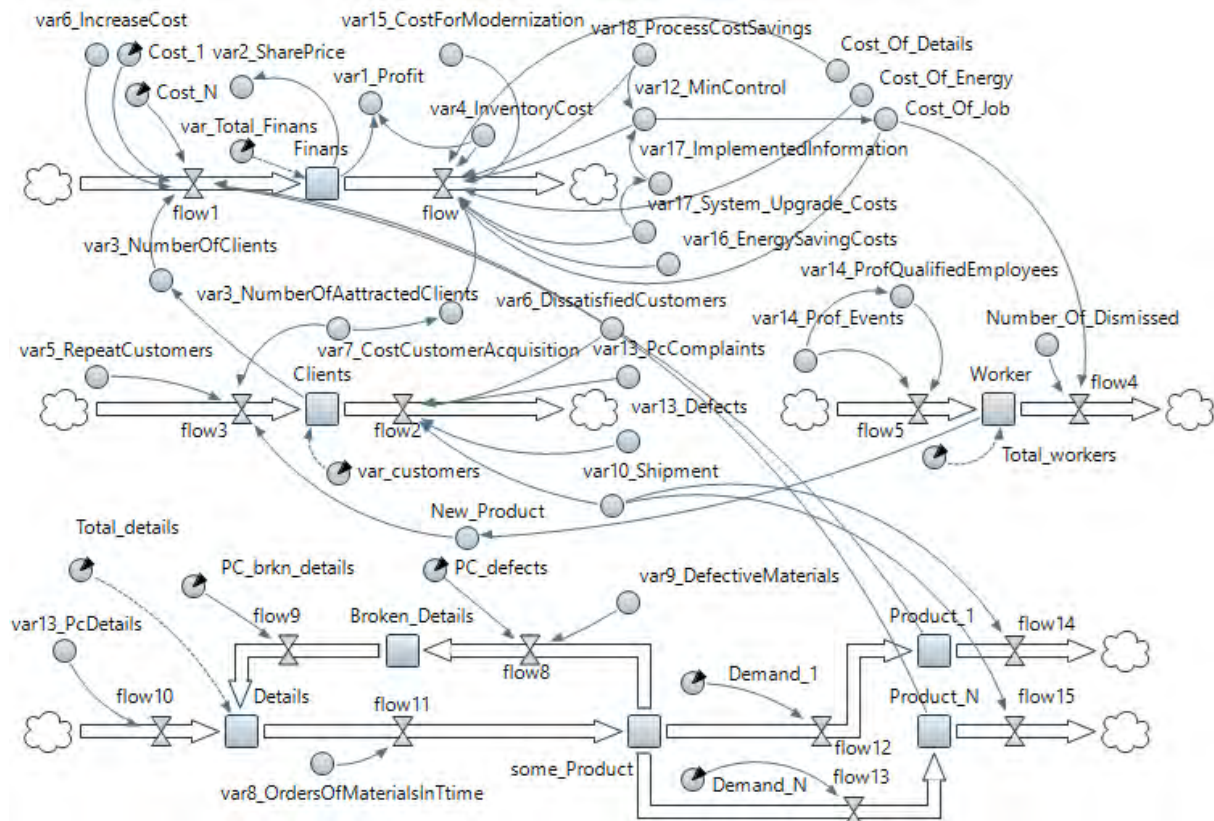 var6_IncreaseCost
var15_CostForModernization
Cost_1
var2_SharePrice
var18_ProcessCostSavings
Cost_Of_Details
Cost_N
var1_Profit
var12_MinControl
Cost_Of_Energy
var4_InventoryCost
Cost_Of_Job
var_Total_Finans
Finans
var17_ImplementedInformation
flow1
flow
var17_System_Upgrade_Costs
var3_NumberOfClients
var16_EnergySavingCosts
var14_ProfQualifiedEmployees
var3_NumberOfAattractedClients
var6_DissatisfiedCustomers
var14_Prof_Events
Number_Of_Dismissed
var5_RepeatCustomers
var7_CostCustomerAcquisition
var13_PcComplaints
Clients
Worker
flow4
flow3
flow2
var13_Defects
flow5
var_customers
var10_Shipment
Total_workers
New_Product
Total_details
PC_brkn_details
PC_defects
var9_DefectiveMaterials
flow9
Broken_Details
Product_1
flow14
var13_PcDetails
flow8
Demand_1
flow10
Details
flow11
Product_N
flow15
flow12
some_Product
flow13
var8_OrdersOfMaterialsInTtime
Demand_N